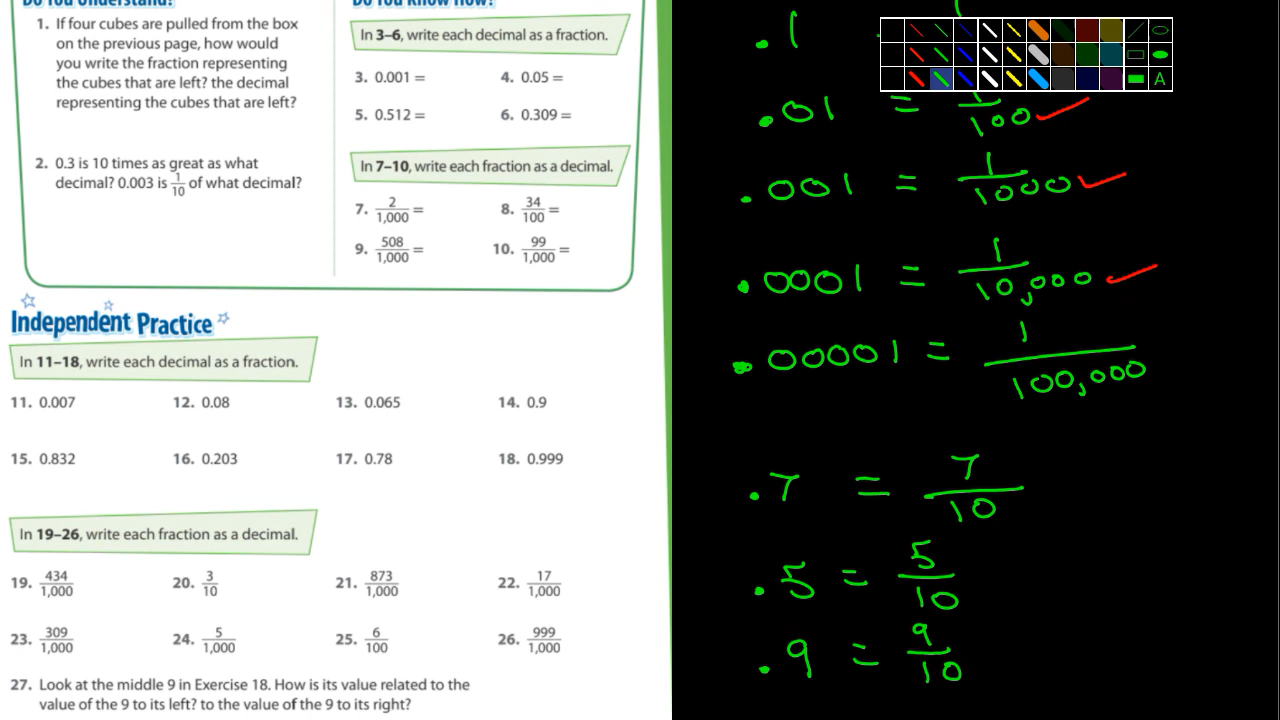 Do You Understand?
1. If four cubes are pulled from the box
on the previous page, how would
you write the fraction representing
the cubes that are left? the decimal
representing the cubes that are left?
2. 0.3 is 10 times as great as what
decimal? 0.003 is 1/10 of what decimal?
Do You Know How?
In 3–6, write each decimal as a fraction.
3. 0.001 = 4. 0.05 =
5. 0.512 = 6. 0.309 =
In 7–10, write each fraction as a decimal.
7. 2/1,000 = 8. 34/100 =
9. 508/1,000 = 10. 99/1,000 =
Independent Practice
In 11–18, write each decimal as a fraction.
11. 0.007 12. 0.08 13. 0.065 14. 0.9
15. 0.832 16. 0.203 17. 0.78 18. 0.999
In 19–26, write each fraction as a decimal.
19. 434/1,000 20. 3/10 21. 873/1,000 22. 17/1,000
23. 309/1,000 24. 5/1,000 25. 6/100 26. 999/1,000
27. Look at the middle 9 in Exercise 18. How is its value related to the
value of the 9 to its left? to the value of the 9 to its right?
.1
A
.01 = 1/100
.001 = 1/1000
.0001 = 1/10,000
.00001 = 1/100,000
.7 = 7/10
.5 = 5/10
.9 = 9/10